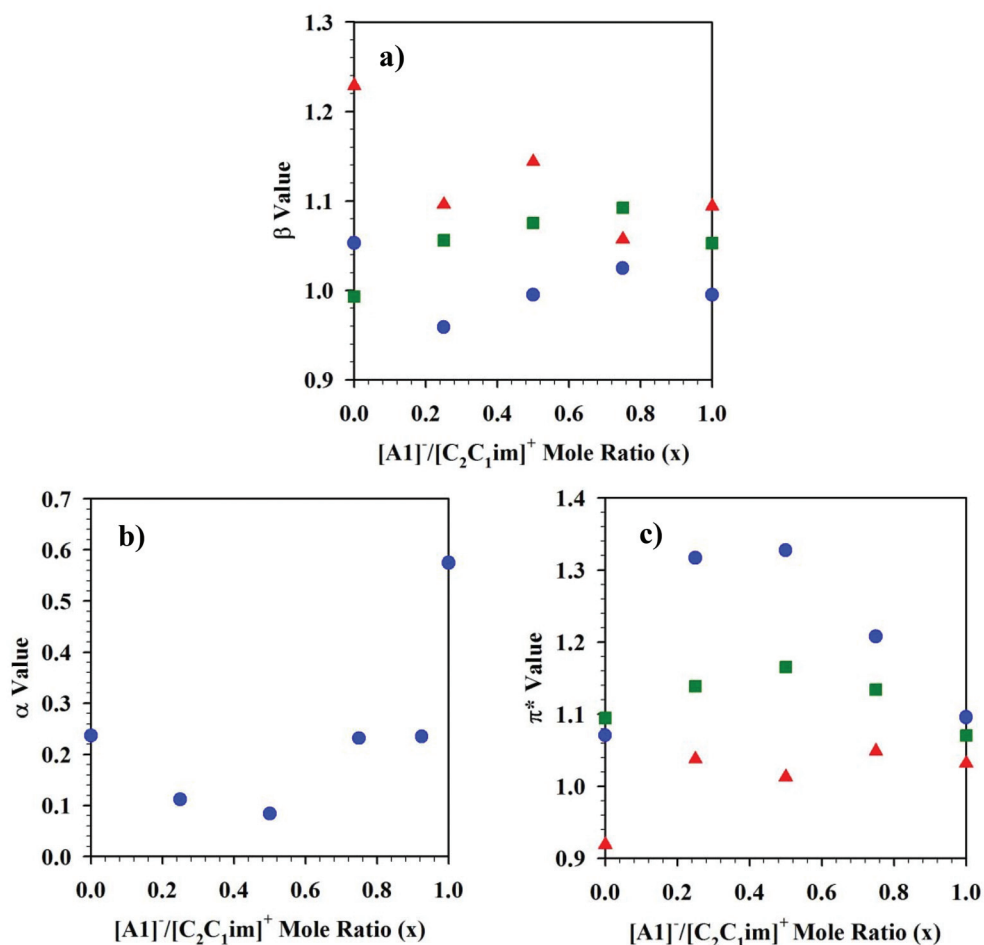 a)
β Value
1.3
1.2
1.1
1.0
0.9
0.0 0.2 0.4 0.6 0.8 1.0
[A1]⁻/[C₂C₁im]⁺ Mole Ratio (x)
b)
α Value
0.7
0.6
0.5
0.4
0.3
0.2
0.1
0.0
0.0 0.2 0.4 0.6 0.8 1.0
[A1]⁻/[C₂C₁im]⁺ Mole Ratio (x)
c)
π* Value
1.4
1.3
1.2
1.1
1.0
0.9
0.0 0.2 0.4 0.6 0.8 1.0
[A1]⁻/[C₂C₁im]⁺ Mole Ratio (x)